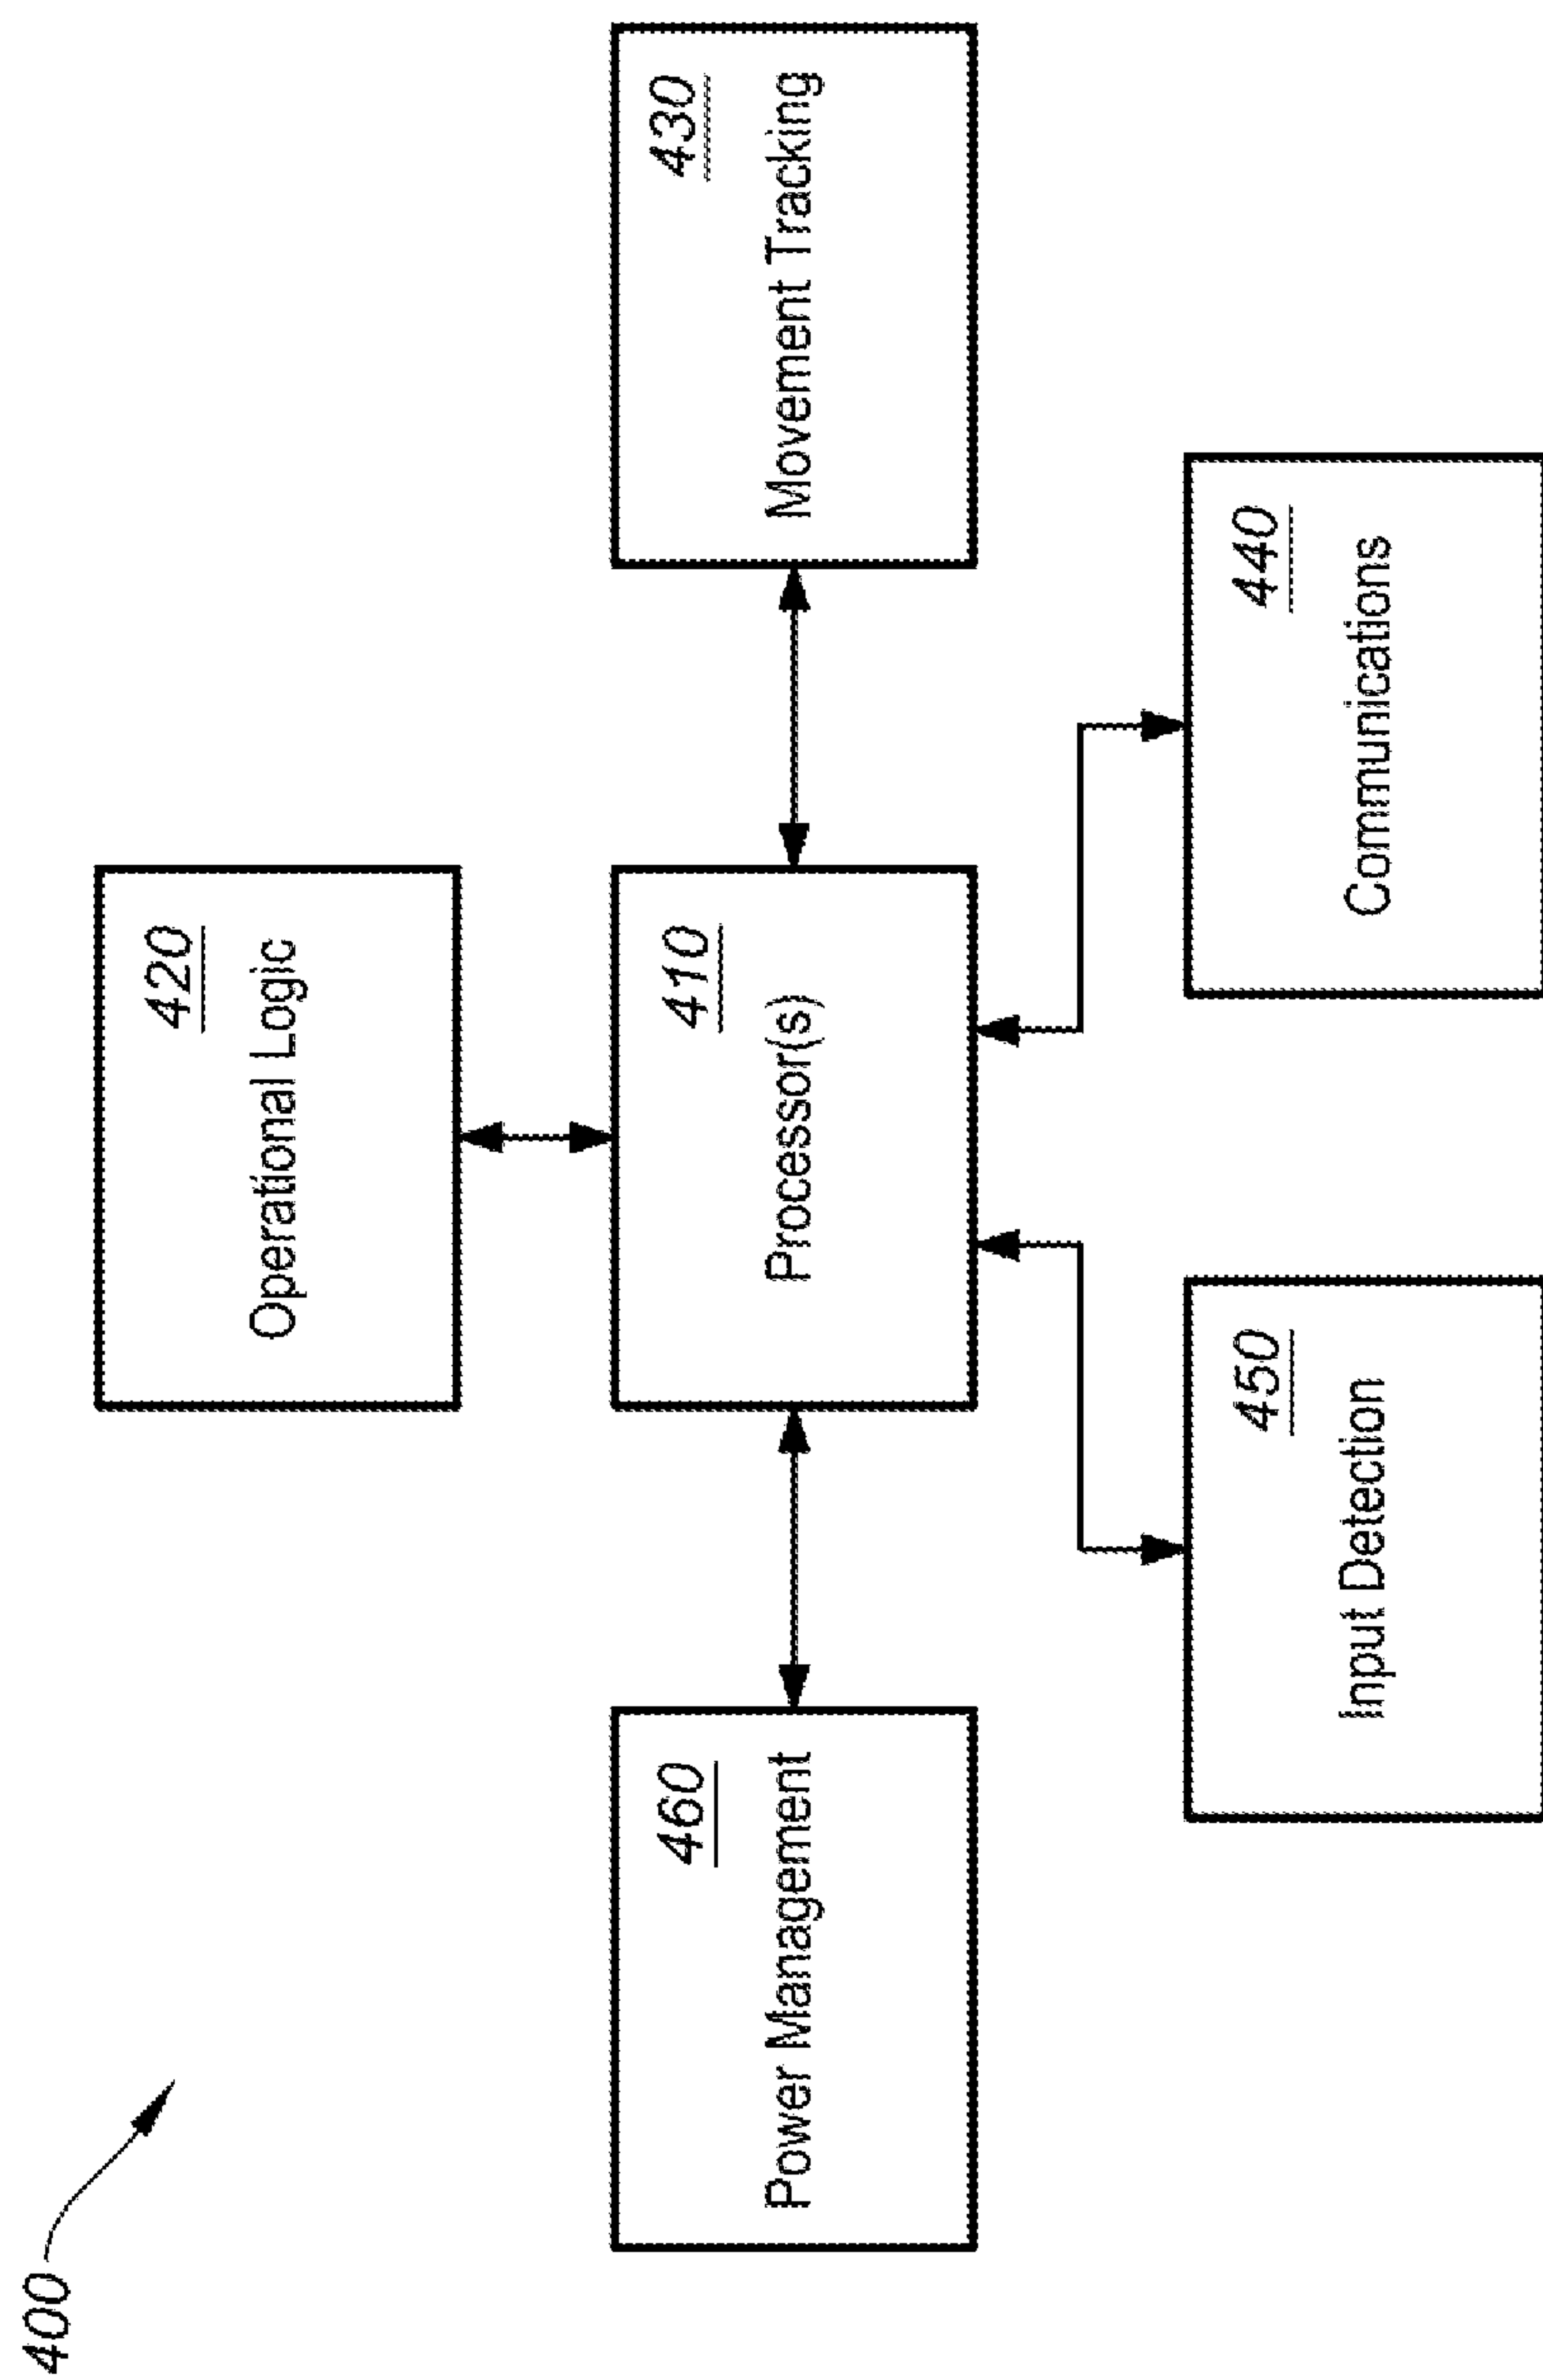 400
420
Operational Logic
460
Power Management
410
Processor(s)
430
Movement Tracking
450
Input Detection
440
Communications